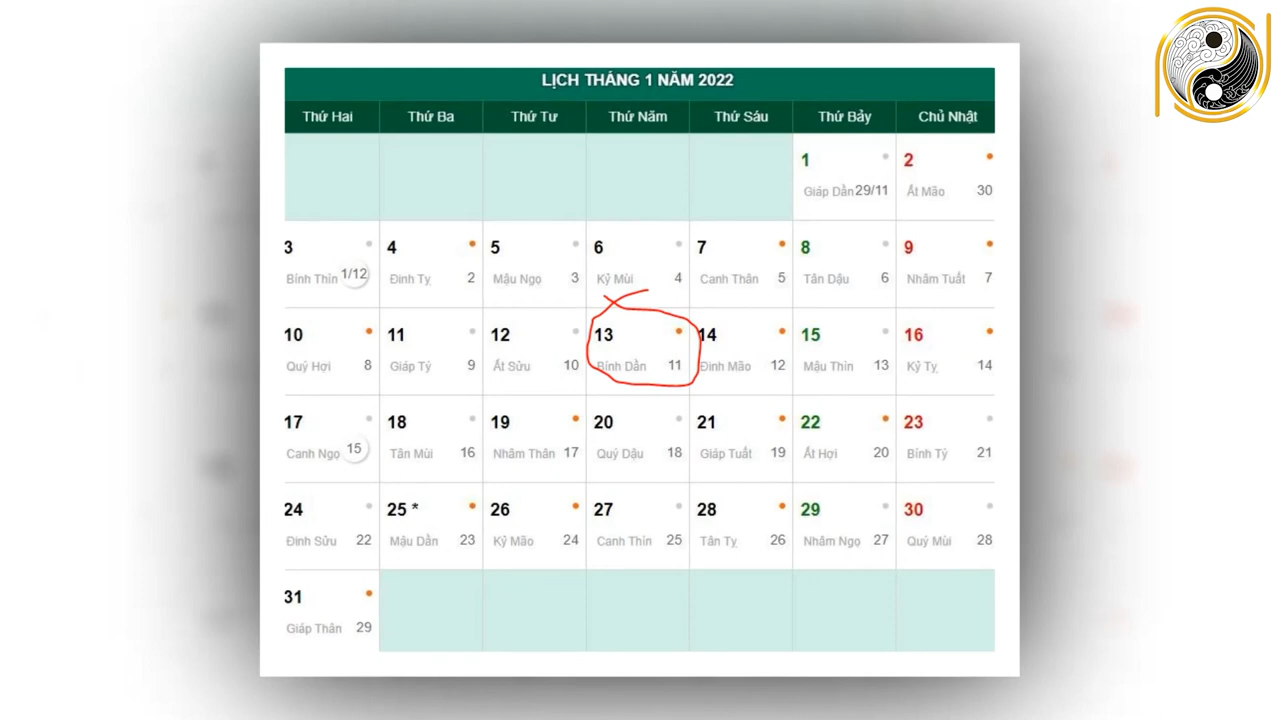 LỊCH THÁNG 1 NĂM 2022
Thứ Hai Thứ Ba Thứ Tư Thứ Năm Thứ Sáu Thứ Bảy Chủ Nhật
1 2
Giáp Dần 29/11 Ất Mão 30
3 4 5 6 7 8 9
Bính Thìn 1/12 Đinh Tỵ 2 Mậu Ngọ 3 Kỷ Mùi 4 Canh Thân 5 Tân Dậu 6 Nhâm Tuất 7
10 11 12 13 14 15 16
Quý Hợi 8 Giáp Tý 9 Ất Sửu 10 Bính Dần 11 Đinh Mão 12 Mậu Thìn 13 Kỷ Tỵ 14
17 18 19 20 21 22 23
Canh Ngọ 15 Tân Mùi 16 Nhâm Thân 17 Quý Dậu 18 Giáp Tuất 19 Ất Hợi 20 Bính Tý 21
24 25 * 26 27 28 29 30
Đinh Sửu 22 Mậu Dần 23 Kỷ Mão 24 Canh Thìn 25 Tân Tỵ 26 Nhâm Ngọ 27 Quý Mùi 28
31
Giáp Thân 29